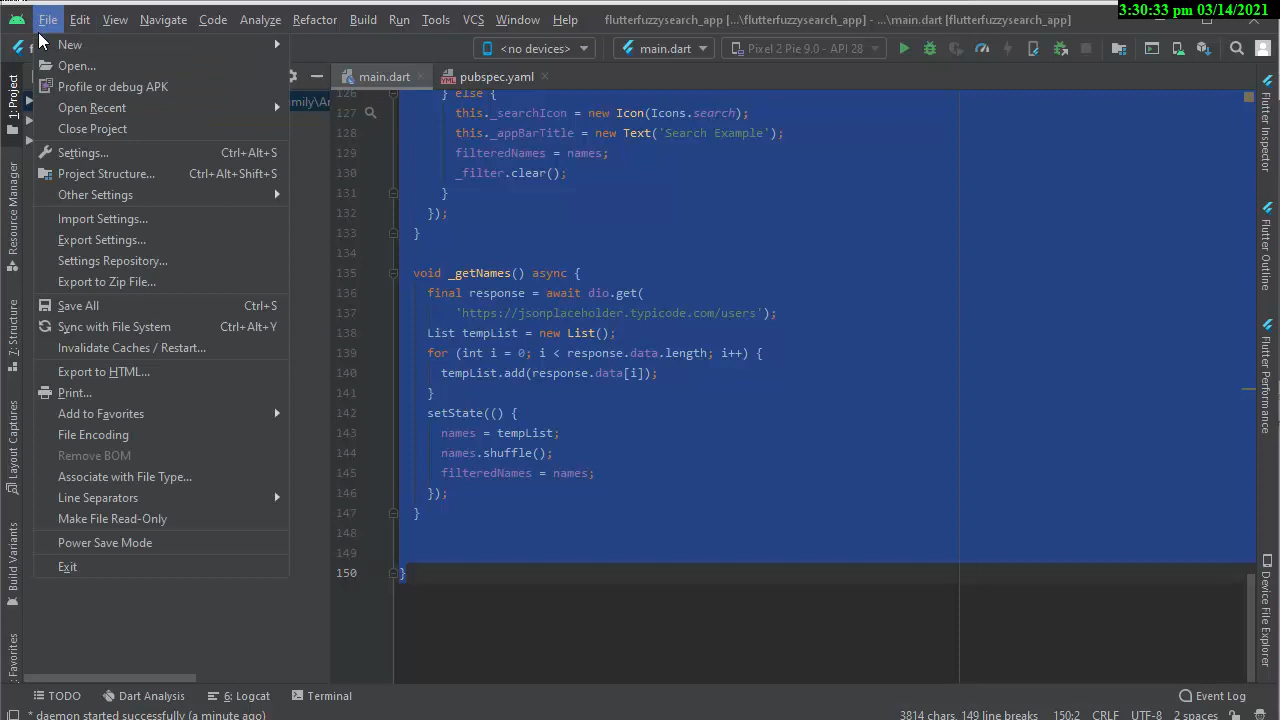 File Edit View Navigate Code Analyze Refactor Build Run Tools VCS Window Help flutterfuzzysearch_app [...\flutterfuzzysearch_app] - ...\main.dart [flutterfuzzysearch_app]
3:30:33 pm 03/14/2021
<no devices> main.dart Pixel 2 Pie 9.0 - API 28
main.dart pubspec.yaml
New
Open...
Profile or debug APK
Open Recent
Close Project
Settings... Ctrl+Alt+S
Project Structure... Ctrl+Alt+Shift+S
Other Settings
Import Settings...
Export Settings...
Settings Repository...
Export to Zip File...
Save All Ctrl+S
Sync with File System Ctrl+Alt+Y
Invalidate Caches / Restart...
Export to HTML...
Print...
Add to Favorites
File Encoding
Remove BOM
Associate with File Type...
Line Separators
Make File Read-Only
Power Save Mode
Exit
1: Project
Resource Manager
7: Structure
Layout Captures
Build Variants
Favorites
126 } else {
127 this._searchIcon = new Icon(Icons.search);
128 this._appBarTitle = new Text('Search Example');
129 filteredNames = names;
130 _filter.clear();
131 }
132 });
133 }
134
135 void _getNames() async {
136 final response = await dio.get(
137 'https://jsonplaceholder.typicode.com/users');
138 List tempList = new List();
139 for (int i = 0; i < response.data.length; i++) {
140 tempList.add(response.data[i]);
141 }
142 setState(() {
143 names = tempList;
144 names.shuffle();
145 filteredNames = names;
146 });
147 }
148
149
150 }
Flutter Inspector
Flutter Outline
Flutter Performance
Device File Explorer
TODO Dart Analysis 6: Logcat Terminal Event Log
* daemon started successfully (a minute ago) 3814 chars, 149 line breaks 150:2 CRLF UTF-8 2 spaces